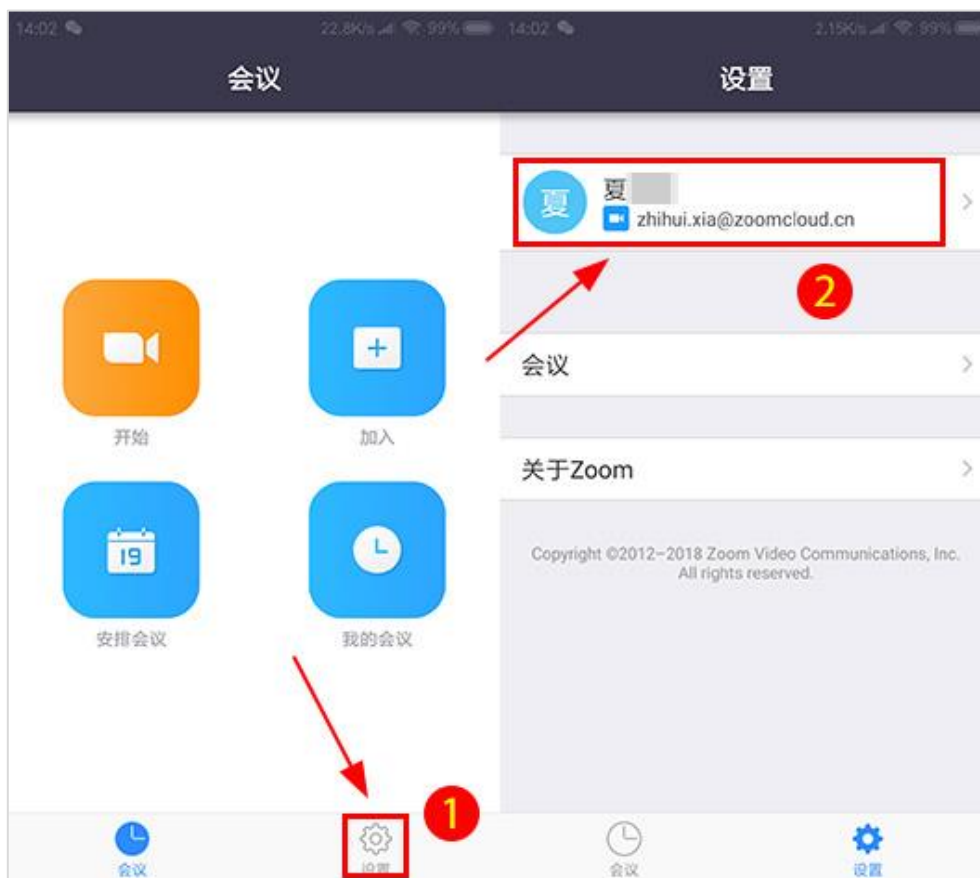 14:02
22.8K/s
99%
会议
开始
加入
安排会议
19
我的会议
1
会议
设置
14:02
2.15K/s
99%
设置
夏
夏
zhihui.xia@zoomcloud.cn
2
会议
关于Zoom
Copyright ©2012-2018 Zoom Video Communications, Inc.
All rights reserved.
会议
设置